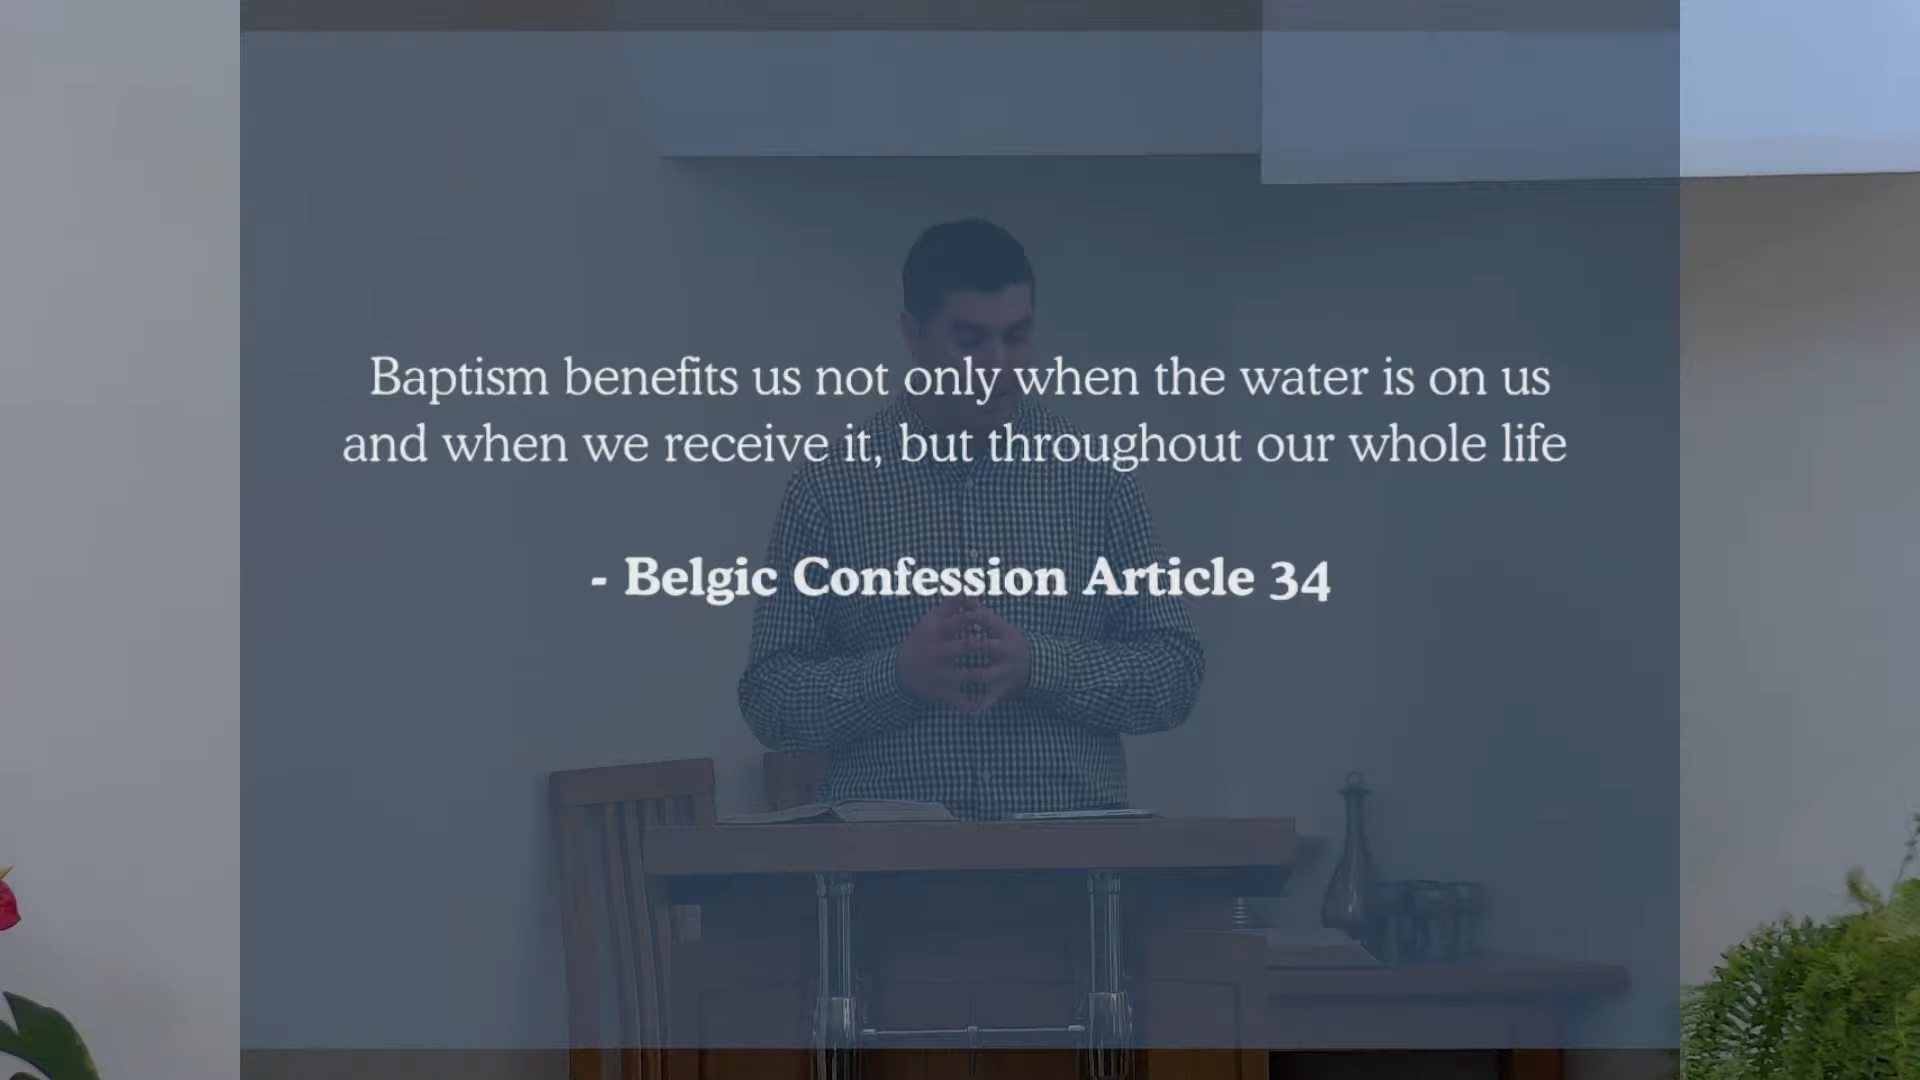 Baptism benefits us not only when the water is on us
and when we receive it, but throughout our whole life
- Belgic Confession Article 34